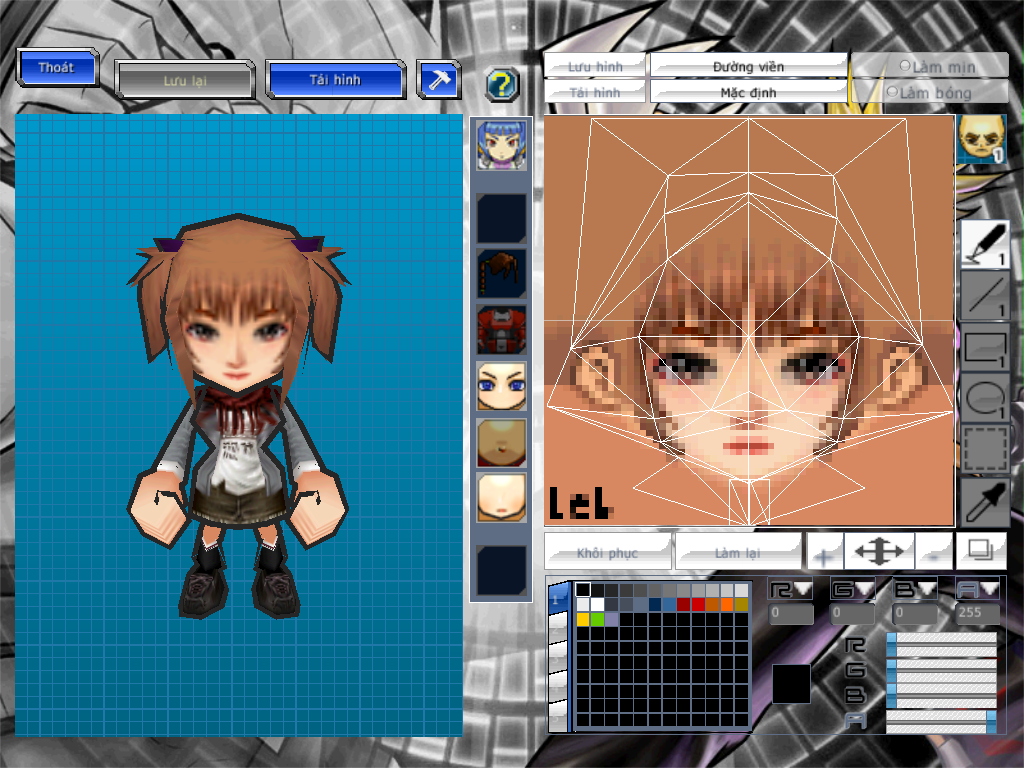 Thoát
Lưu lại
Tải hình
?
Lưu hình
Đường viền
Làm mịn
Tải hình
Mặc định
Làm bóng
1
1
1
1
1
lel
Khôi phục
Làm lại
+
-
1
R G B A
0 0 0 255
R
G
B
A